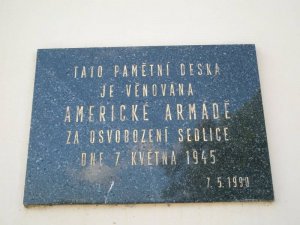 TATO PAMĚTNÍ DESKA
JE VĚNOVÁNA
AMERICKÉ ARMÁDĚ
ZA OSVOBOZENÍ SEDLICE
DNE 7 KVĚTNA 1945
7.5.1990